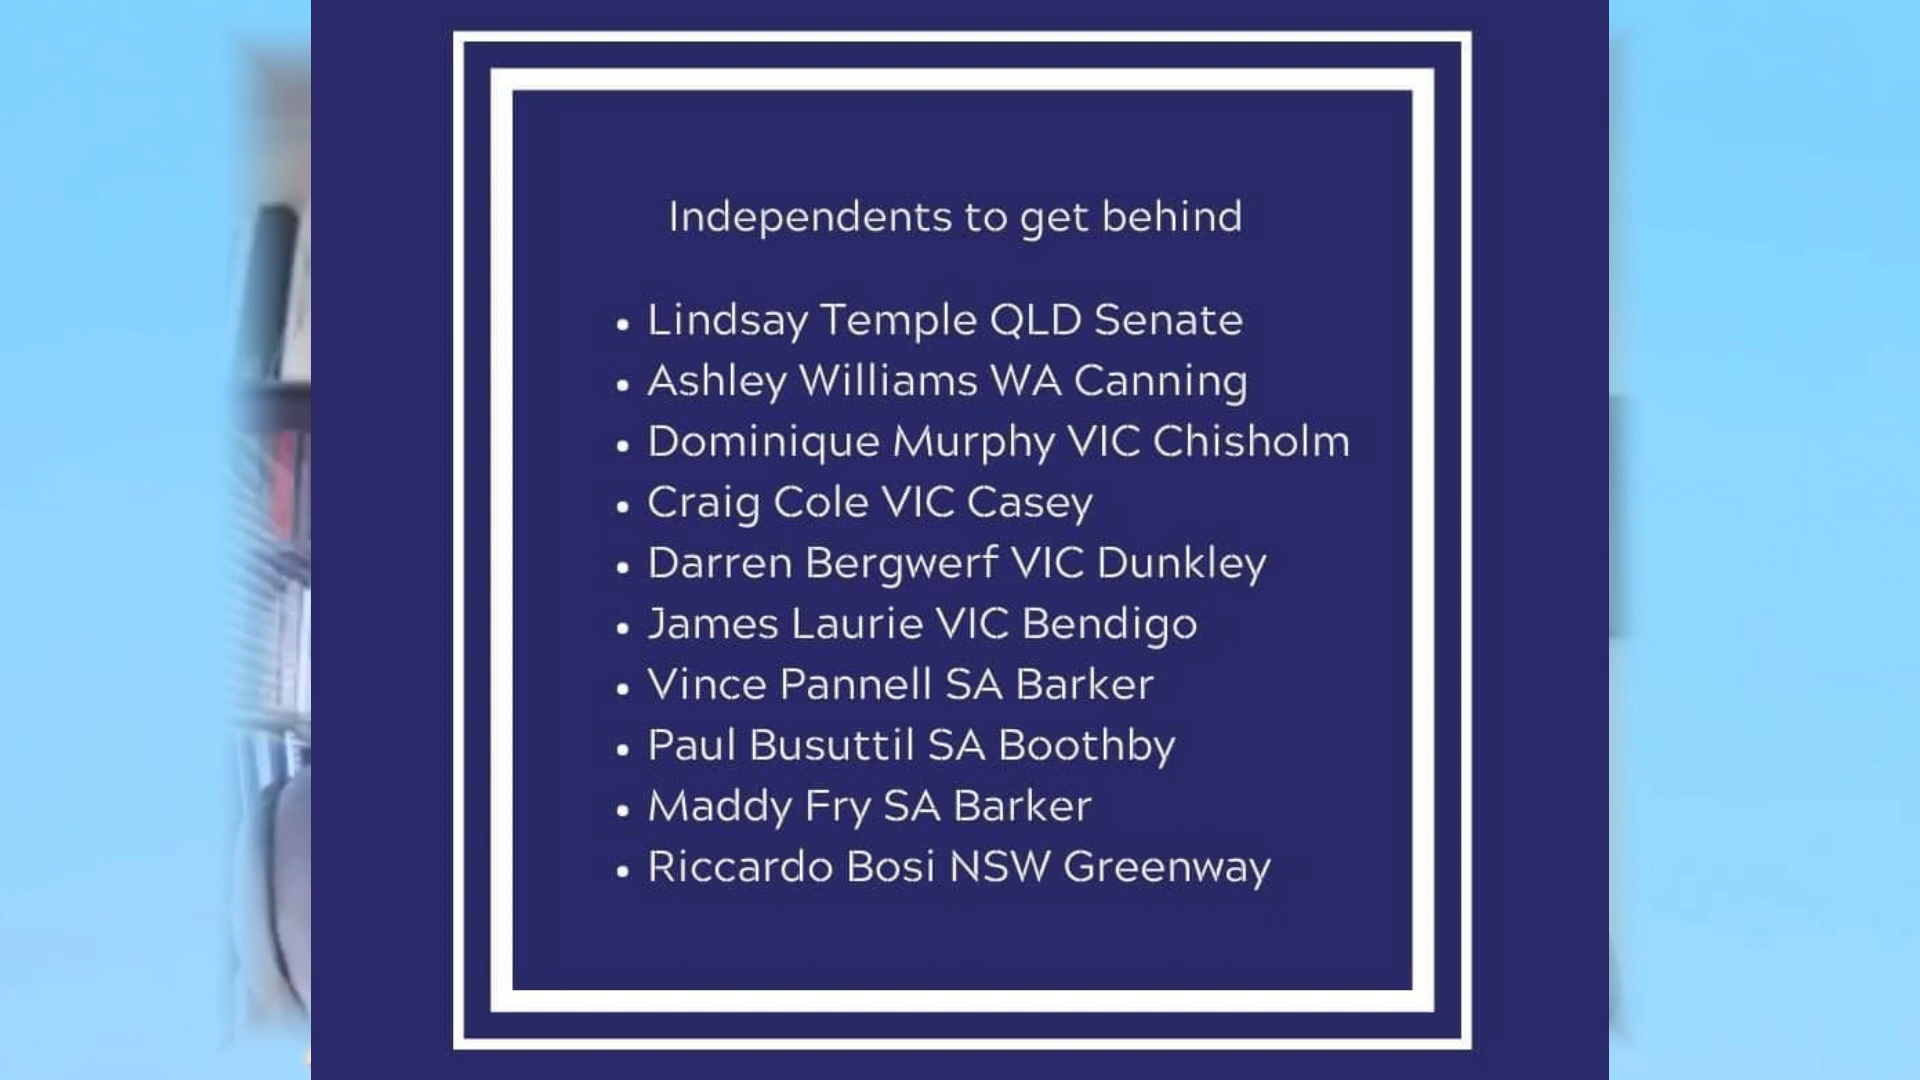 Independents to get behind
• Lindsay Temple QLD Senate
• Ashley Williams WA Canning
• Dominique Murphy VIC Chisholm
• Craig Cole VIC Casey
• Darren Bergwerf VIC Dunkley
• James Laurie VIC Bendigo
• Vince Pannell SA Barker
• Paul Busuttil SA Boothby
• Maddy Fry SA Barker
• Riccardo Bosi NSW Greenway